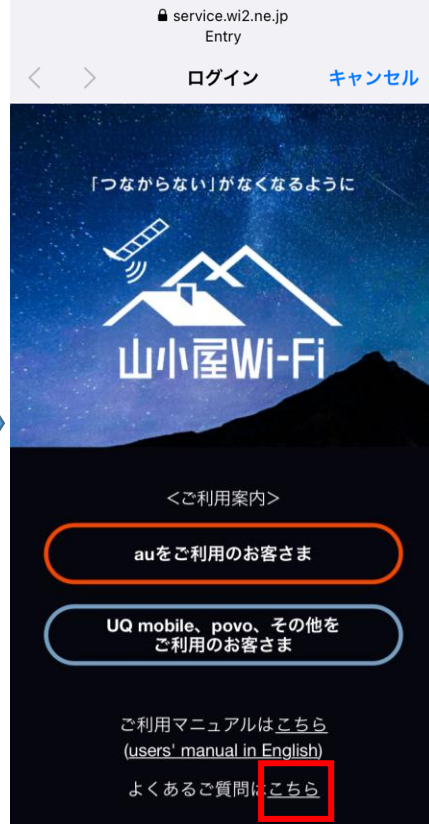 service.wi2.ne.jp
Entry
ログイン
キャンセル
「つながらない」がなくなるように
山小屋Wi-Fi
<ご利用案内>
auをご利用のお客さま
UQ mobile、povo、その他を
ご利用のお客さま
ご利用マニュアルはこちら
(users' manual in English)
よくあるご質問はこちら